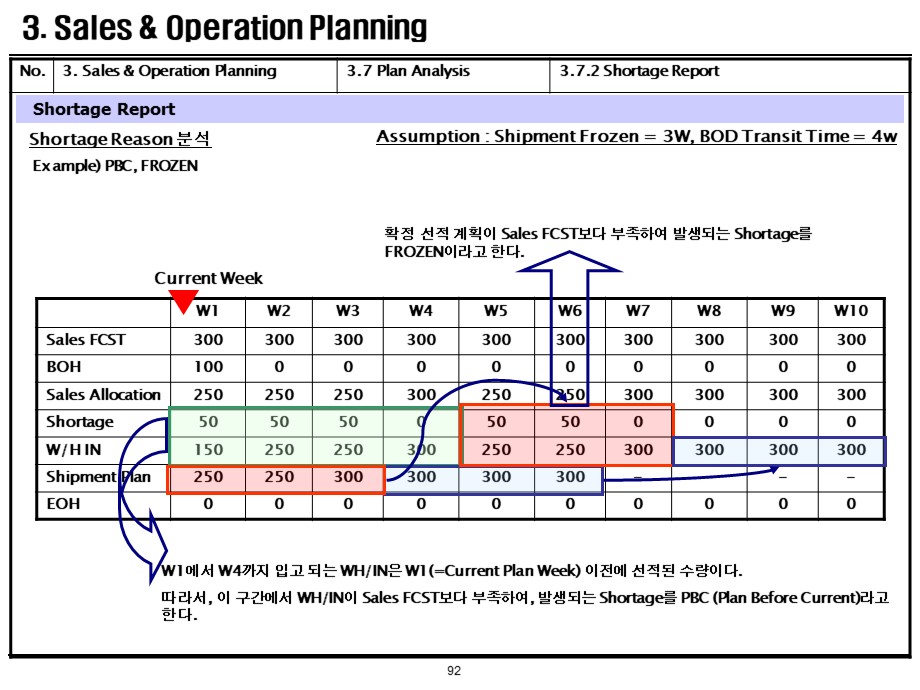 3. Sales & Operation Planning
No. 3. Sales & Operation Planning 3.7 Plan Analysis 3.7.2 Shortage Report
Shortage Report
Shortage Reason 분석 Assumption : Shipment Frozen = 3W, BOD Transit Time = 4w
Example) PBC, FROZEN
확정 선적 계획이 Sales FCST보다 부족하여 발생되는 Shortage를
FROZEN이라고 한다.
Current Week
W1 W2 W3 W4 W5 W6 W7 W8 W9 W10
Sales FCST 300 300 300 300 300 300 300 300 300 300
BOH 100 0 0 0 0 0 0 0 0 0
Sales Allocation 250 250 250 300 250 250 300 300 300 300
Shortage 50 50 50 0 50 50 0 0 0 0
W/H IN 150 250 250 300 250 250 300 300 300 300
Shipment Plan 250 250 300 300 300 300 – – –
EOH 0 0 0 0 0 0 0 0 0 0
W1에서 W4까지 입고 되는 WH/IN은 W1(=Current Plan Week) 이전에 선적된 수량이다.
따라서, 이 구간에서 WH/IN이 Sales FCST보다 부족하여, 발생되는 Shortage를 PBC (Plan Before Current)라고
한다.
92